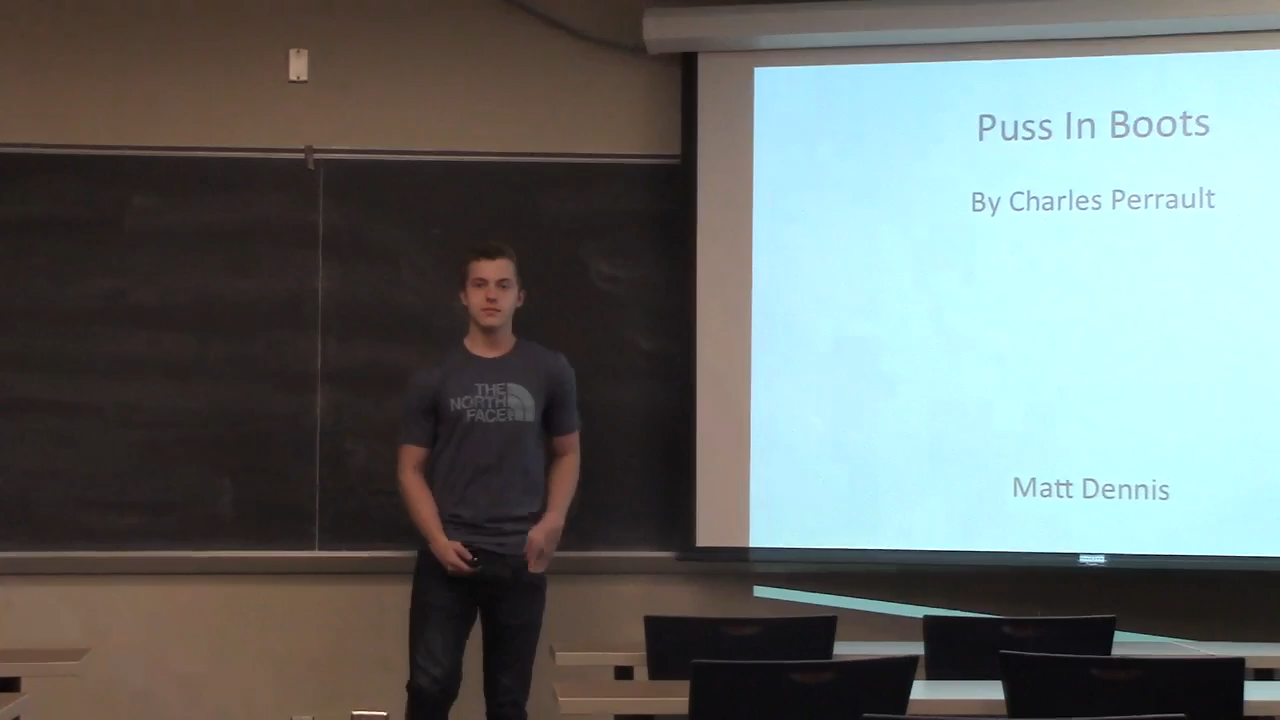 Puss In Boots
By Charles Perrault
Matt Dennis
THE
NORTH
FACE